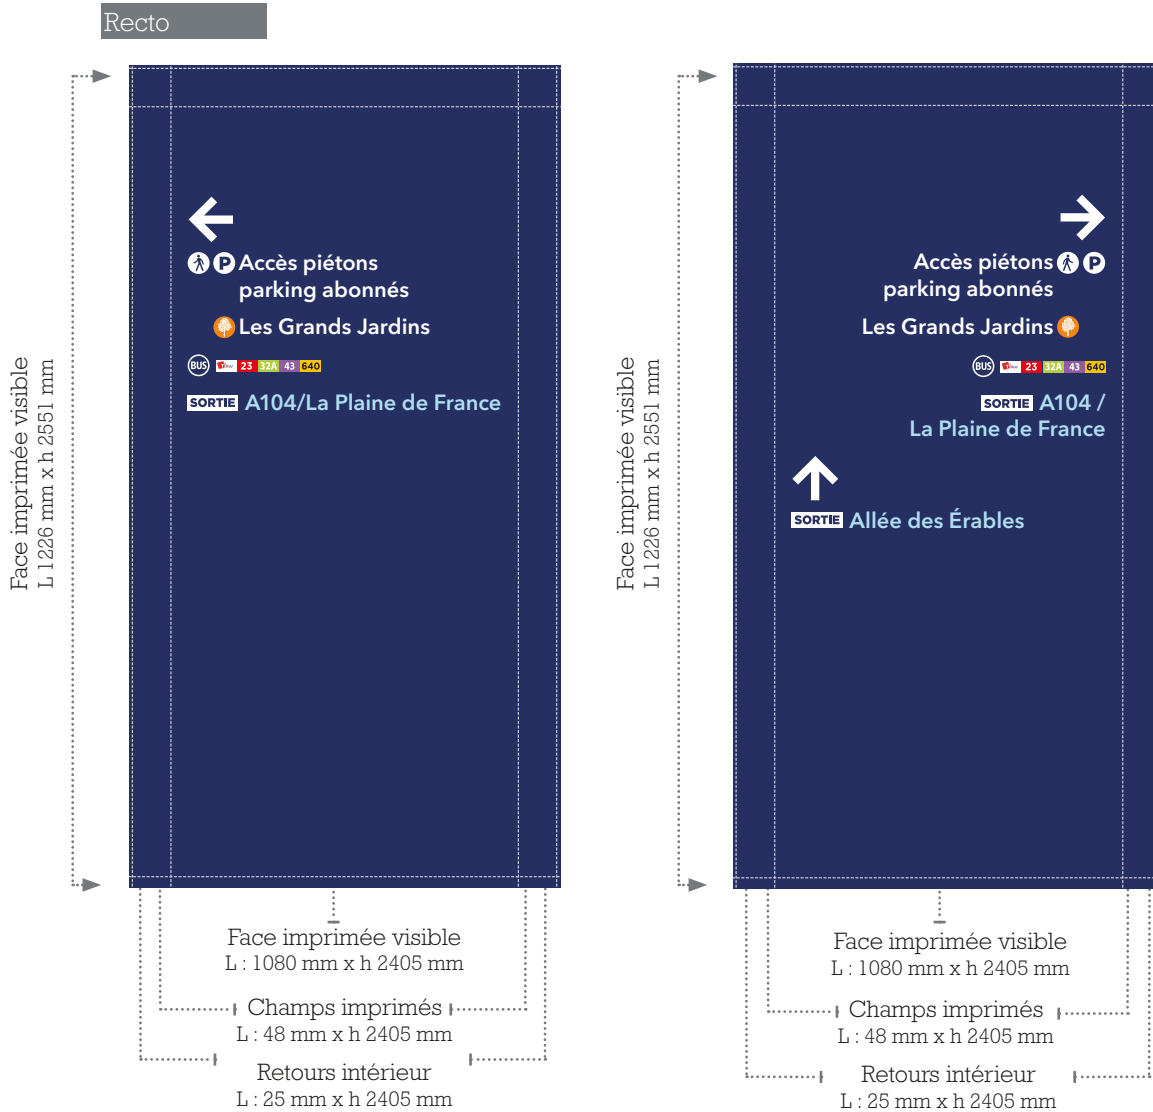 Recto
Face imprimée visible
L 1226 mm x h 2551 mm
P Accès piétons
parking abonnés
Les Grands Jardins
BUS 23 32A 43 640
SORTIE A104/La Plaine de France
Face imprimée visible
L : 1080 mm x h 2405 mm
Champs imprimés
L : 48 mm x h 2405 mm
Retours intérieur
L : 25 mm x h 2405 mm
Face imprimée visible
L 1226 mm x h 2551 mm
Accès piétons P
parking abonnés
Les Grands Jardins
BUS 23 32A 43 640
SORTIE A104 /
La Plaine de France
SORTIE Allée des Érables
Face imprimée visible
L : 1080 mm x h 2405 mm
Champs imprimés
L : 48 mm x h 2405 mm
Retours intérieur
L : 25 mm x h 2405 mm